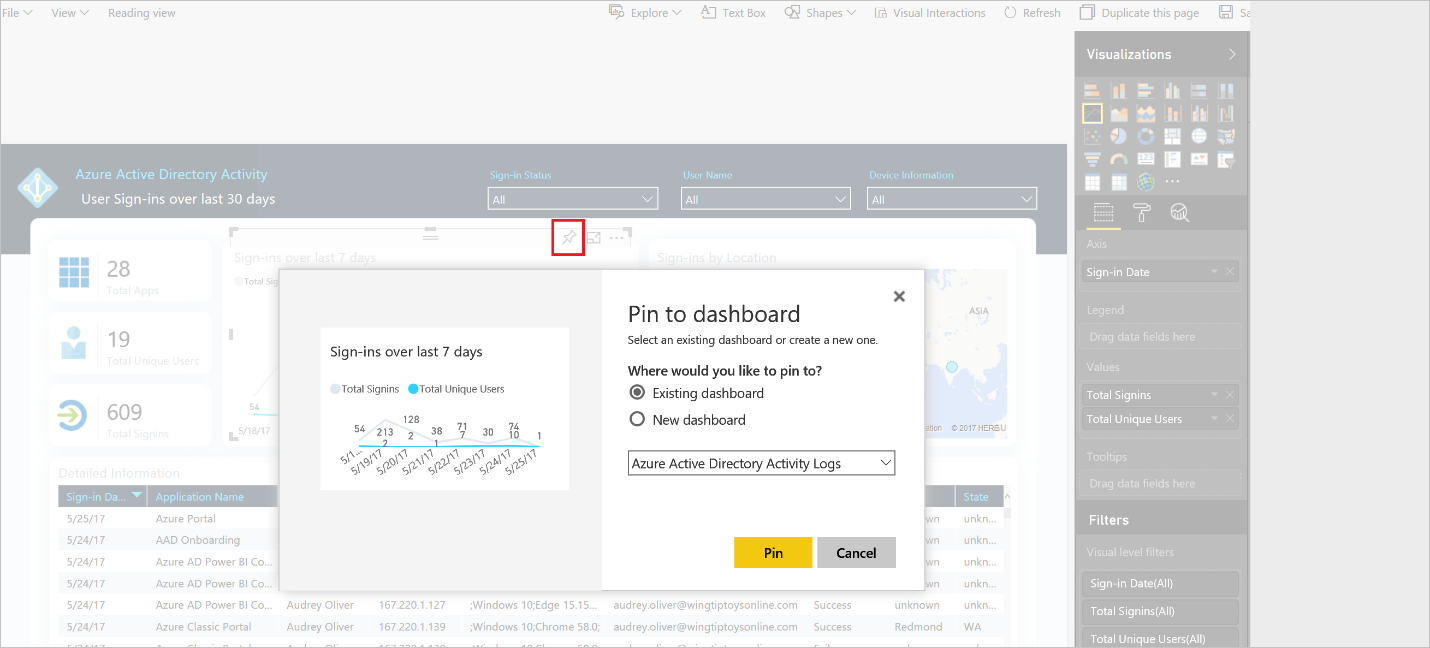 File View Reading view Explore Text Box Shapes Visual Interactions Refresh Duplicate this page
Visualizations
Azure Active Directory Activity
User Sign-ins over last 30 days
Sign-in Status User Name Device Information
All All All
28
Total Apps
19
Total Unique Users
609
Total Signins
Sign-ins over last 7 days
Total Sig
54
5/18/17
Sign-ins by Location
ASIA
© 2017 HERE
Sign-ins over last 7 days
Total Signins Total Unique Users
54 213 128 38 71 30 74 1
2 2 1 7 10
5/1... 5/19/17 5/20/17 5/21/17 5/22/17 5/23/17 5/24/17 5/25/17
Pin to dashboard
Select an existing dashboard or create a new one.
Where would you like to pin to?
Existing dashboard
New dashboard
Azure Active Directory Activity Logs
Pin Cancel
Detailed Information
Sign-in Da... Application Name State
5/25/17 Azure Portal wn unkn...
5/24/17 AAD Onboarding wn unkn...
5/24/17 Azure AD Power BI Co... wn unkn...
5/24/17 Azure AD Power BI Co... wn unkn...
5/24/17 Azure AD Power BI Co... Audrey Oliver 167.220.1.127 ;Windows 10;Edge 15.15... audrey.oliver@wingtiptoysonline.com Success unknown unkn...
5/24/17 Azure Classic Portal Audrey Oliver 167.220.1.139 ;Windows 10;Chrome 58.0; audrey.oliver@wingtiptoysonline.com Success Redmond WA
Axis
Sign-in Date
Legend
Drag data fields here
Values
Total Signins
Total Unique Users
Tooltips
Drag data fields here
Filters
Visual level filters
Sign-in Date(All)
Total Signins(All)
Total Unique Users(All)